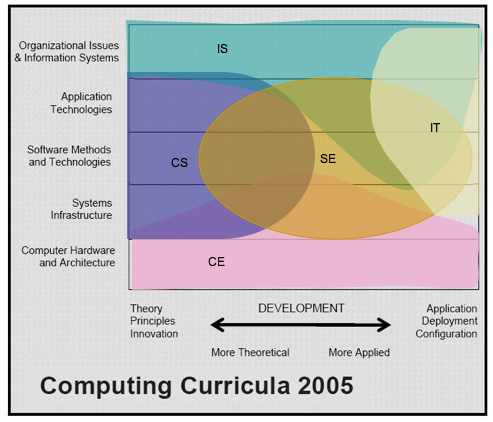 Organizational Issues
& Information Systems
IS
Application
Technologies
IT
Software Methods
and Technologies
CS
SE
Systems
Infrastructure
Computer Hardware
and Architecture
CE
Theory
Principles
Innovation
DEVELOPMENT
Application
Deployment
Configuration
More Theoretical
More Applied
Computing Curricula 2005